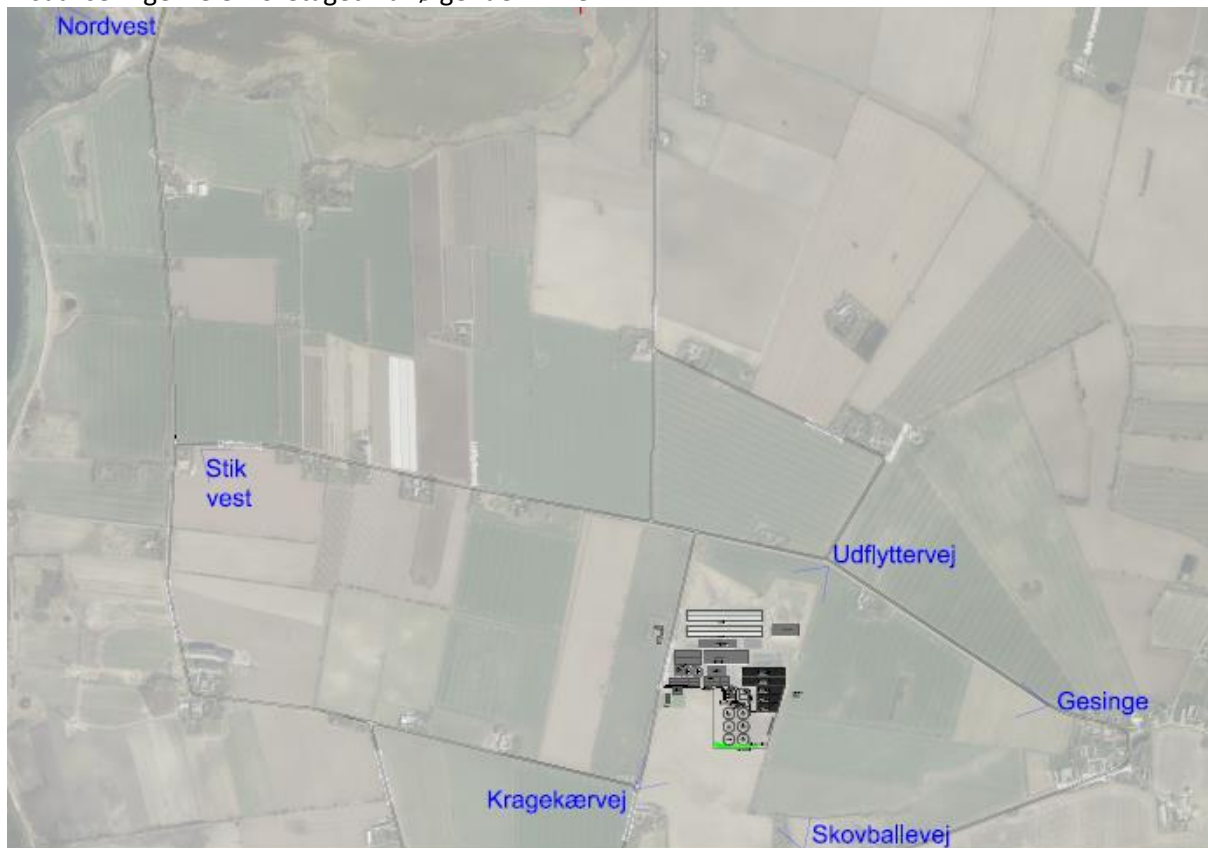 Nordvest
Stik
vest
Udflyttervej
Gesinge
Kragekærvej
Skovballevej